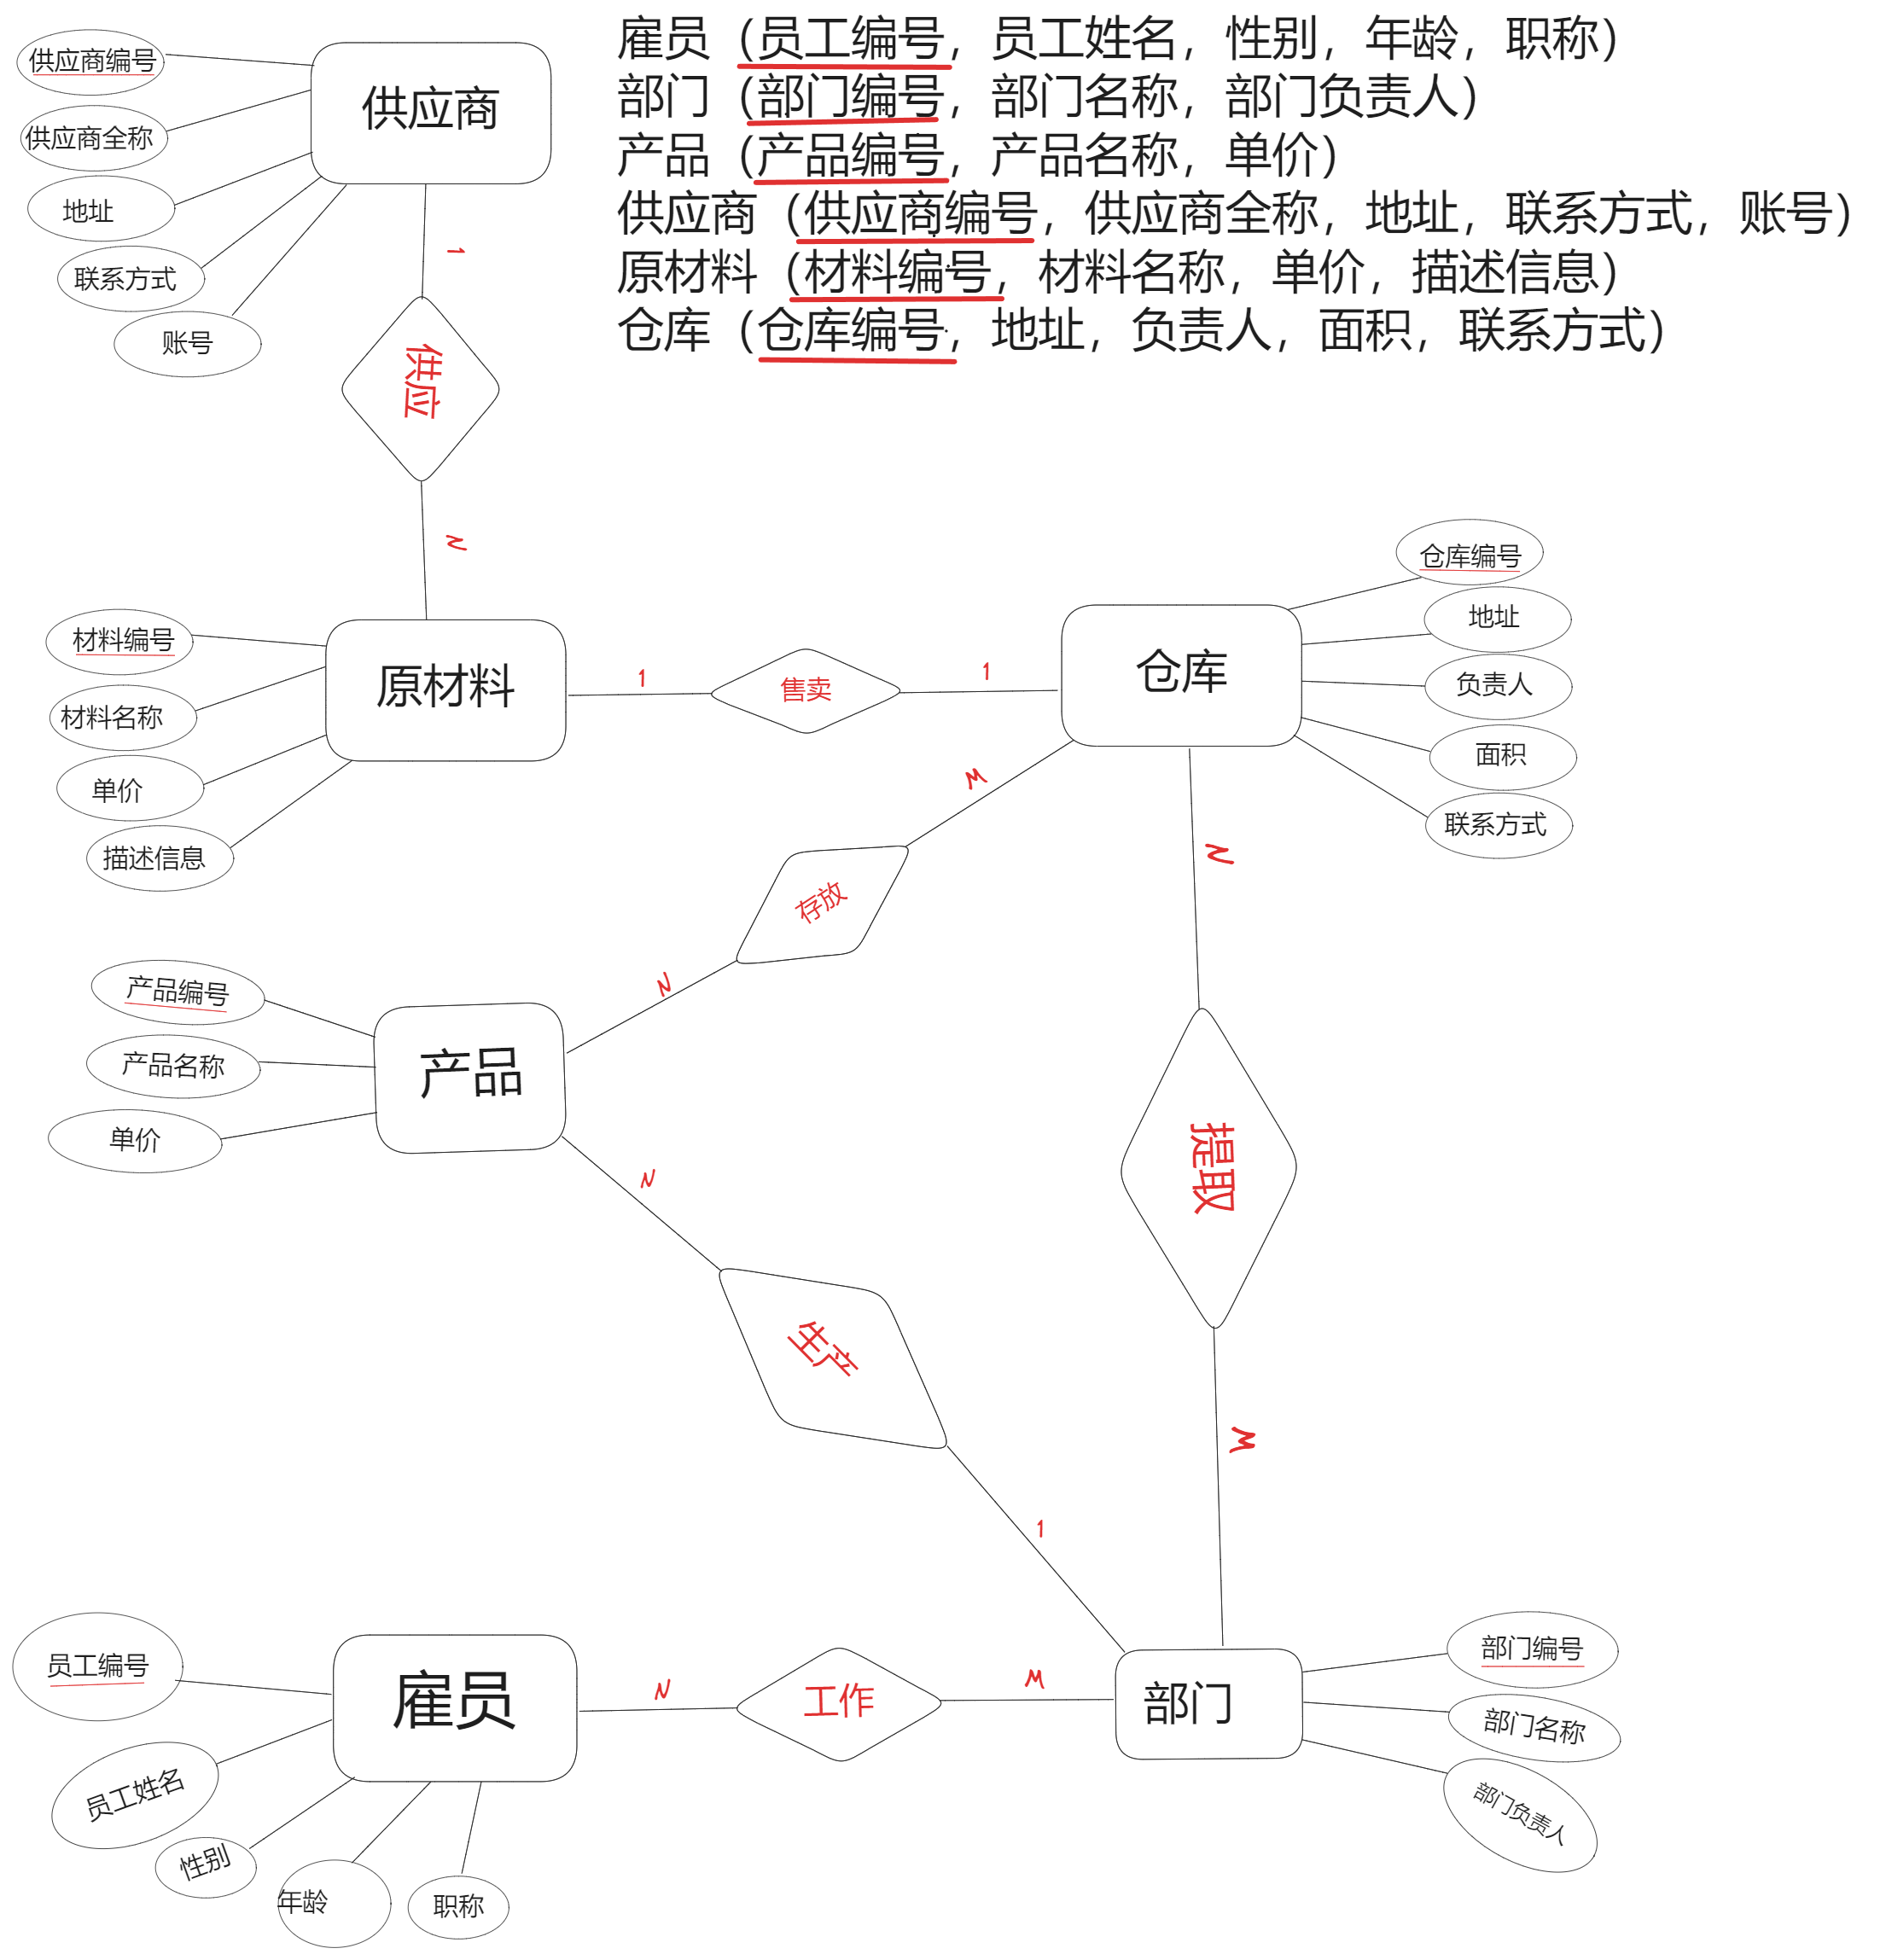 雇员（员工编号，员工姓名，性别，年龄，职称）
部门（部门编号，部门名称，部门负责人）
产品（产品编号，产品名称，单价）
供应商（供应商编号，供应商全称，地址，联系方式，账号）
原材料（材料编号，材料名称，单价，描述信息）
仓库（仓库编号，地址，负责人，面积，联系方式）
供应商编号
供应商全称
地址
联系方式
账号
供应商
1
供应
N
材料编号
材料名称
单价
描述信息
原材料
1
售卖
1
仓库
仓库编号
地址
负责人
面积
联系方式
M
存放
N
产品编号
产品名称
单价
产品
N
提取
M
N
生产
1
员工编号
员工姓名
性别
年龄
职称
雇员
N
工作
M
部门
部门编号
部门名称
部门负责人